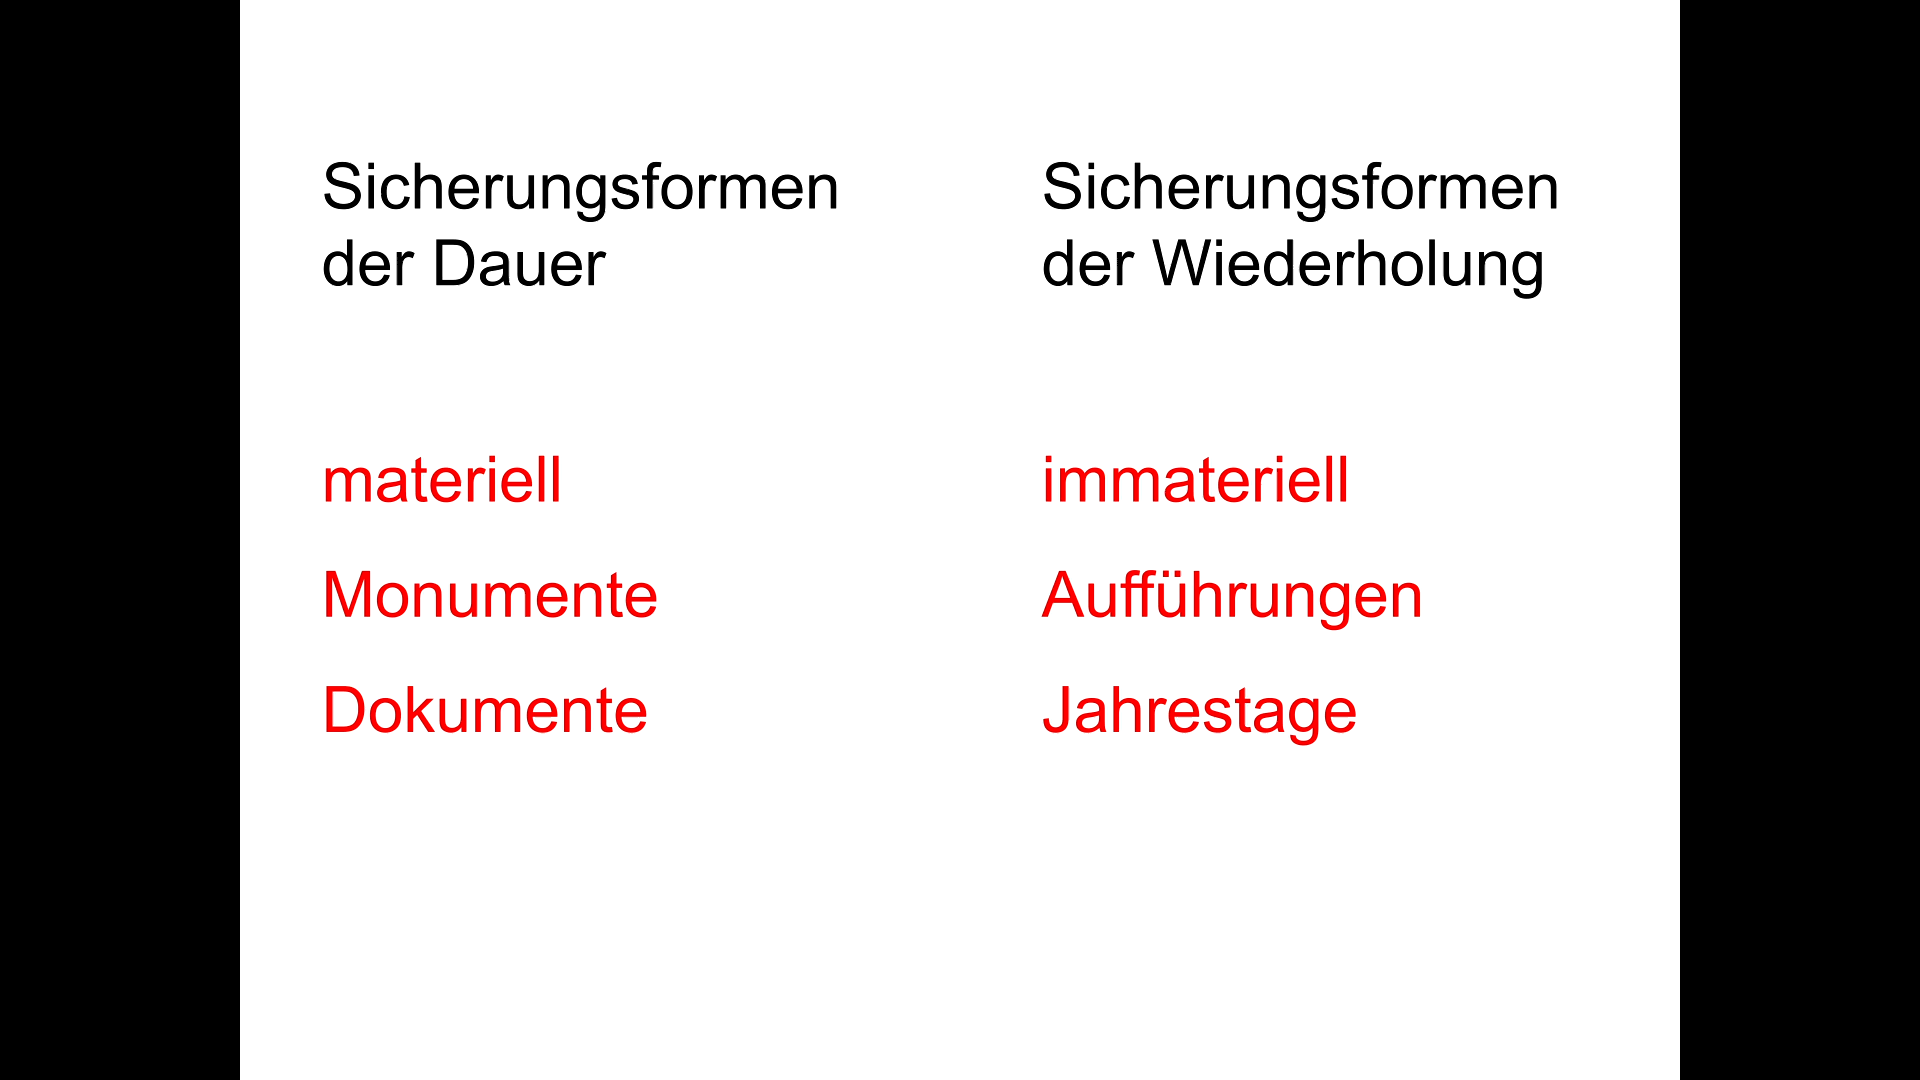 Sicherungsformen
der Dauer
materiell
Monumente
Dokumente
Sicherungsformen
der Wiederholung
immateriell
Aufführungen
Jahrestage